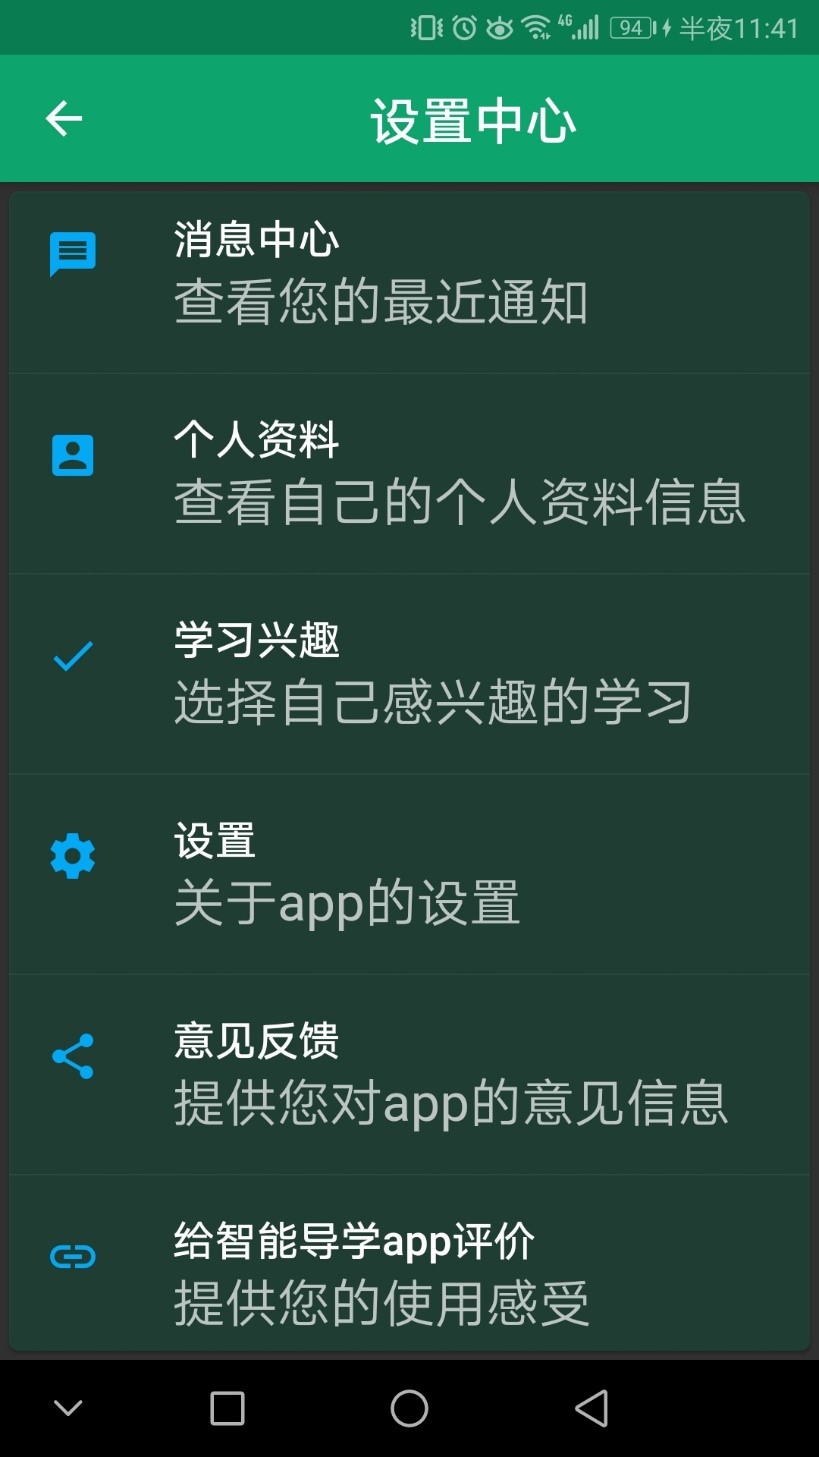 4G 94 半夜11:41
设置中心
消息中心
查看您的最近通知
个人资料
查看自己的个人资料信息
学习兴趣
选择自己感兴趣的学习
设置
关于app的设置
意见反馈
提供您对app的意见信息
给智能导学app评价
提供您的使用感受